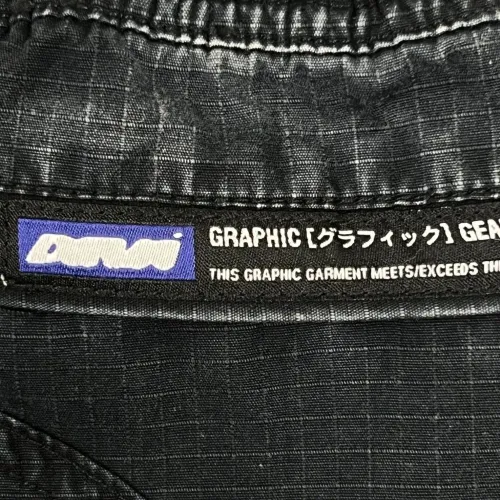 GRAPHIC [グラフィック] GEA
THIS GRAPHIC GARMENT MEETS/EXCEEDS TH